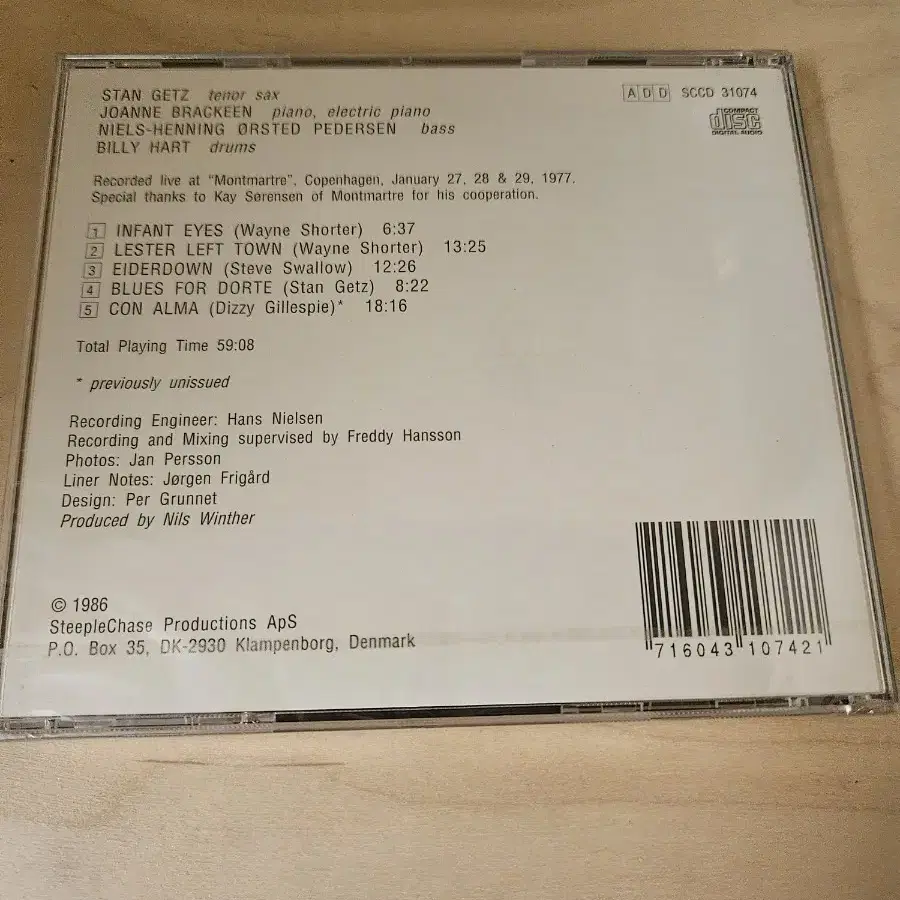 STAN GETZ tenor sax
JOANNE BRACKEEN piano, electric piano
NIELS-HENNING ØRSTED PEDERSEN bass
BILLY HART drums
A D D SCCD 31074
COMPACT
disc
DIGITAL AUDIO
Recorded live at "Montmartre", Copenhagen, January 27, 28 & 29, 1977.
Special thanks to Kay Sørensen of Montmartre for his cooperation.
1 INFANT EYES (Wayne Shorter) 6:37
2 LESTER LEFT TOWN (Wayne Shorter) 13:25
3 EIDERDOWN (Steve Swallow) 12:26
4 BLUES FOR DORTE (Stan Getz) 8:22
5 CON ALMA (Dizzy Gillespie)* 18:16
Total Playing Time 59:08
* previously unissued
Recording Engineer: Hans Nielsen
Recording and Mixing supervised by Freddy Hansson
Photos: Jan Persson
Liner Notes: Jørgen Frigård
Design: Per Grunnet
Produced by Nils Winther
© 1986
SteepleChase Productions ApS
P.O. Box 35, DK-2930 Klampenborg, Denmark
716043 107421